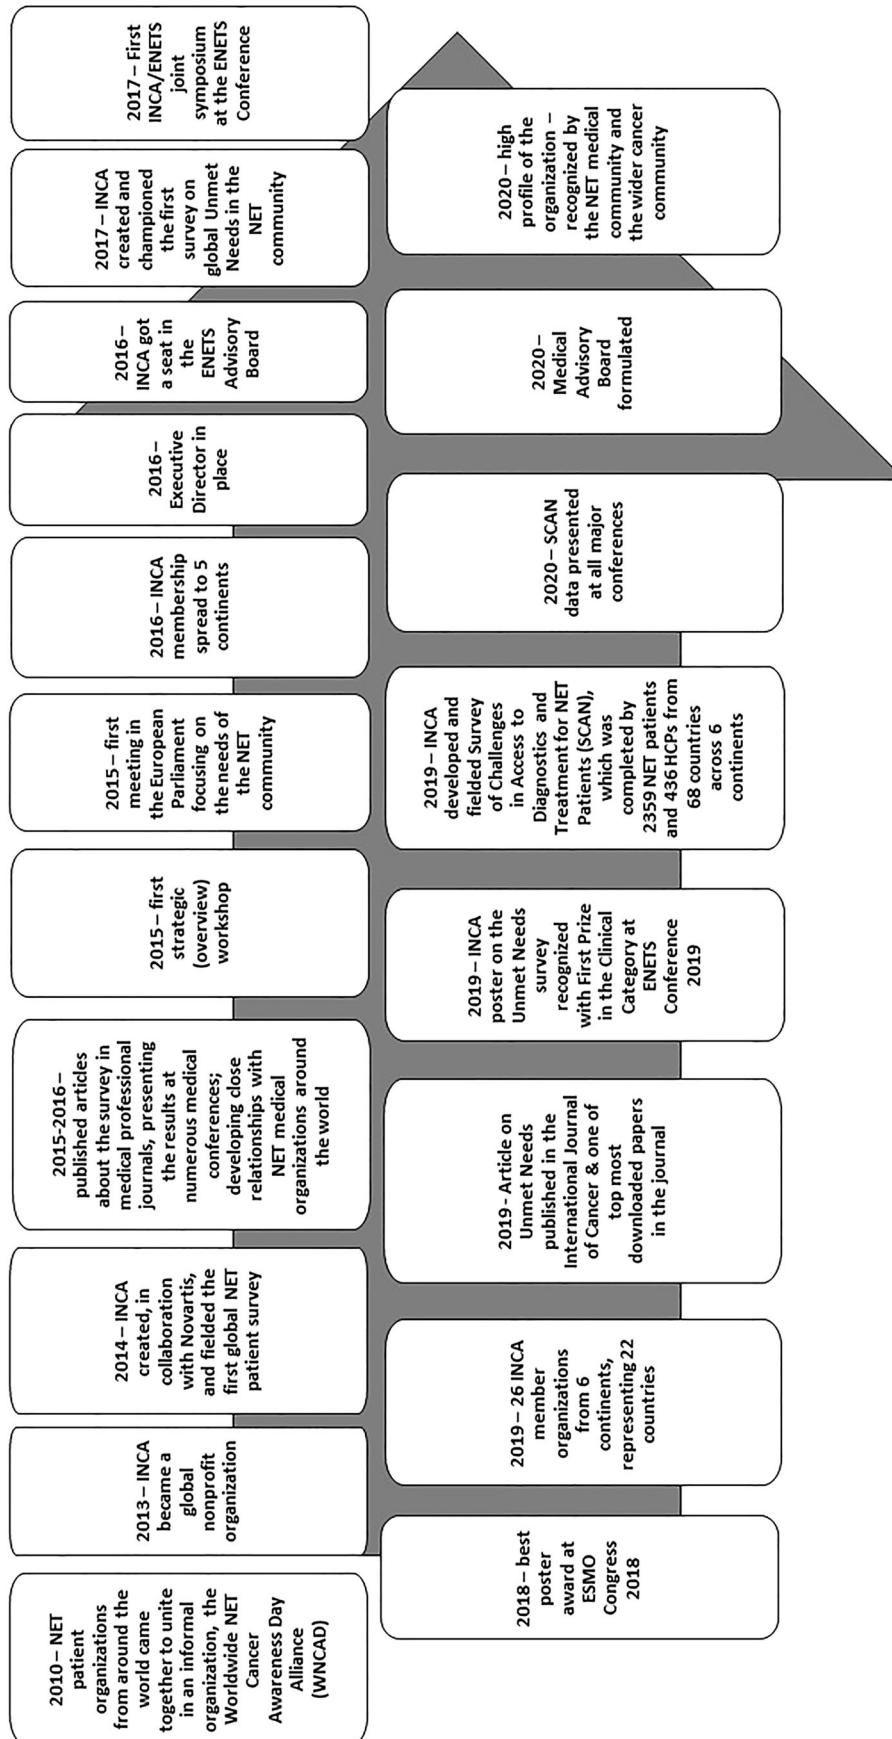 2010 – NET
patient
organizations
from around the
world came
together to unite
in an informal
organization, the
Worldwide NET
Cancer
Awareness Day
Alliance
(WNCAD)
2013 – INCA
became a
global
nonprofit
organization
2014 – INCA
created, in
collaboration
with Novartis,
and fielded the
first global NET
patient survey
2015-2016 –
published articles
about the survey in
medical professional
journals, presenting
the results at
numerous medical
conferences;
developing close
relationships with
NET medical
organizations around
the world
2015 – first
strategic
(overview)
workshop
2015 – first
meeting in
the European
Parliament
focusing on
the needs of
the NET
community
2016 – INCA
membership
spread to 5
continents
2016 –
Executive
Director in
place
2016 –
INCA got
a seat in
the
ENETS
Advisory
Board
2017 – INCA
created and
championed
the first
survey on
global Unmet
Needs in the
NET
community
2017 – First
INCA/ENETS
joint
symposium
at the ENETS
Conference
2018 – best
poster
award at
ESMO
Congress
2018
2019 – 26 INCA
member
organizations
from 6
continents,
representing 22
countries
2019 - Article on
Unmet Needs
published in the
International Journal
of Cancer & one of
top most
downloaded papers
in the journal
2019 – INCA
poster on the
Unmet Needs
survey
recognized
with First Prize
in the Clinical
Category at
ENETS
Conference
2019
2019 – INCA
developed and
fielded Survey
of Challenges
in Access to
Diagnostics and
Treatment for NET
Patients (SCAN),
which was
completed by
2359 NET patients
and 436 HCPs from
68 countries
across 6
continents
2020 – SCAN
data presented
at all major
conferences
2020 –
Medical
Advisory
Board
formulated
2020 – high
profile of the
organization –
recognized by
the NET medical
community and
the wider cancer
community